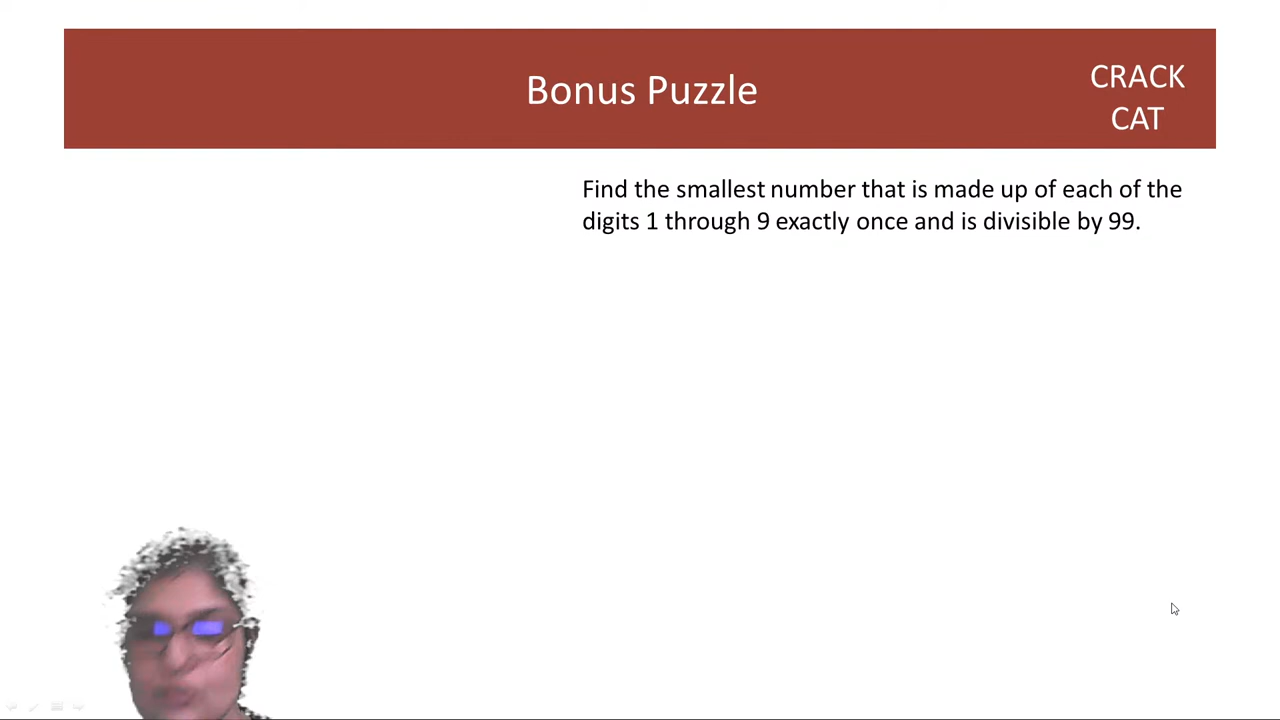 Bonus Puzzle
CRACK
CAT
Find the smallest number that is made up of each of the
digits 1 through 9 exactly once and is divisible by 99.